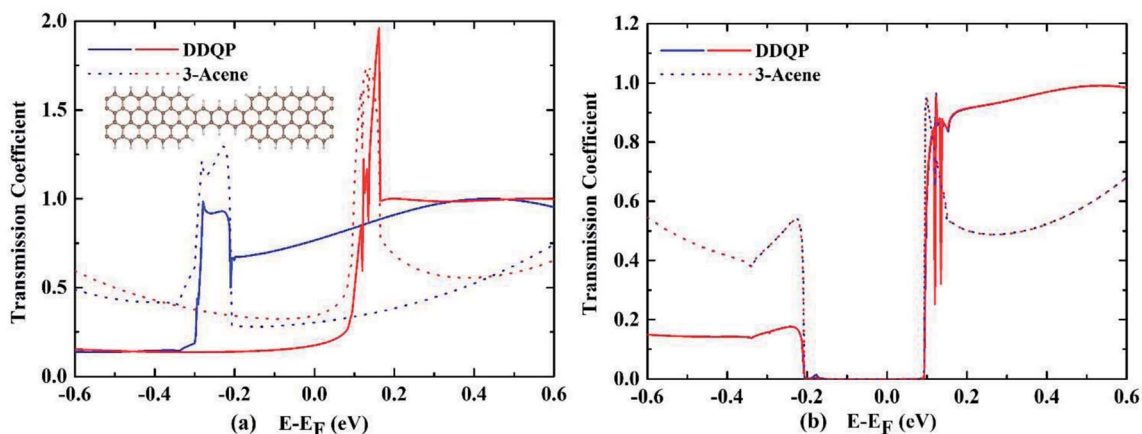 2.0
1.5
1.0
0.5
0.0
Transmission Coefficient
DDQP
3-Acene
-0.6 -0.4 -0.2 0.0 0.2 0.4 0.6
(a) E-EF (eV)
1.2
1.0
0.8
0.6
0.4
0.2
0.0
Transmission Coefficient
DDQP
3-Acene
-0.6 -0.4 -0.2 0.0 0.2 0.4 0.6
(b) E-EF (eV)